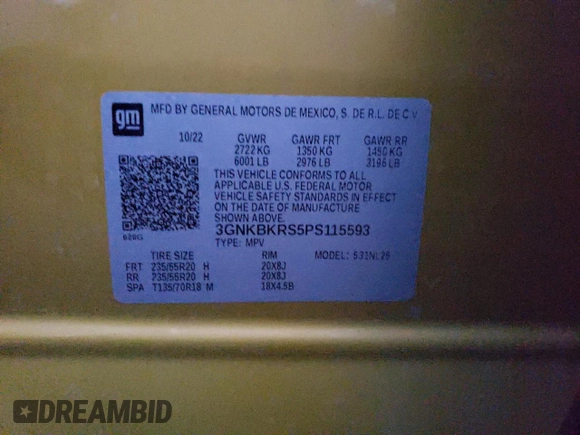 gm MFD BY GENERAL MOTORS DE MEXICO, S. DE R.L. DE C.V.
10/22 GVWR GAWR FRT GAWR RR
2722 KG 1350 KG 1450 KG
6001 LB 2976 LB 3196 LB
THIS VEHICLE CONFORMS TO ALL
APPLICABLE U.S. FEDERAL MOTOR
VEHICLE SAFETY STANDARDS IN EFFECT
ON THE DATE OF MANUFACTURE
SHOWN ABOVE.
3GNKBKRS5PS115593
TYPE: MPV
TIRE SIZE RIM MODEL:
FRT 235/55R20 H 20X8J
RR 235/55R20 H 20X8J
SPA T135/70R18 M 18X4.5B
DREAMBID